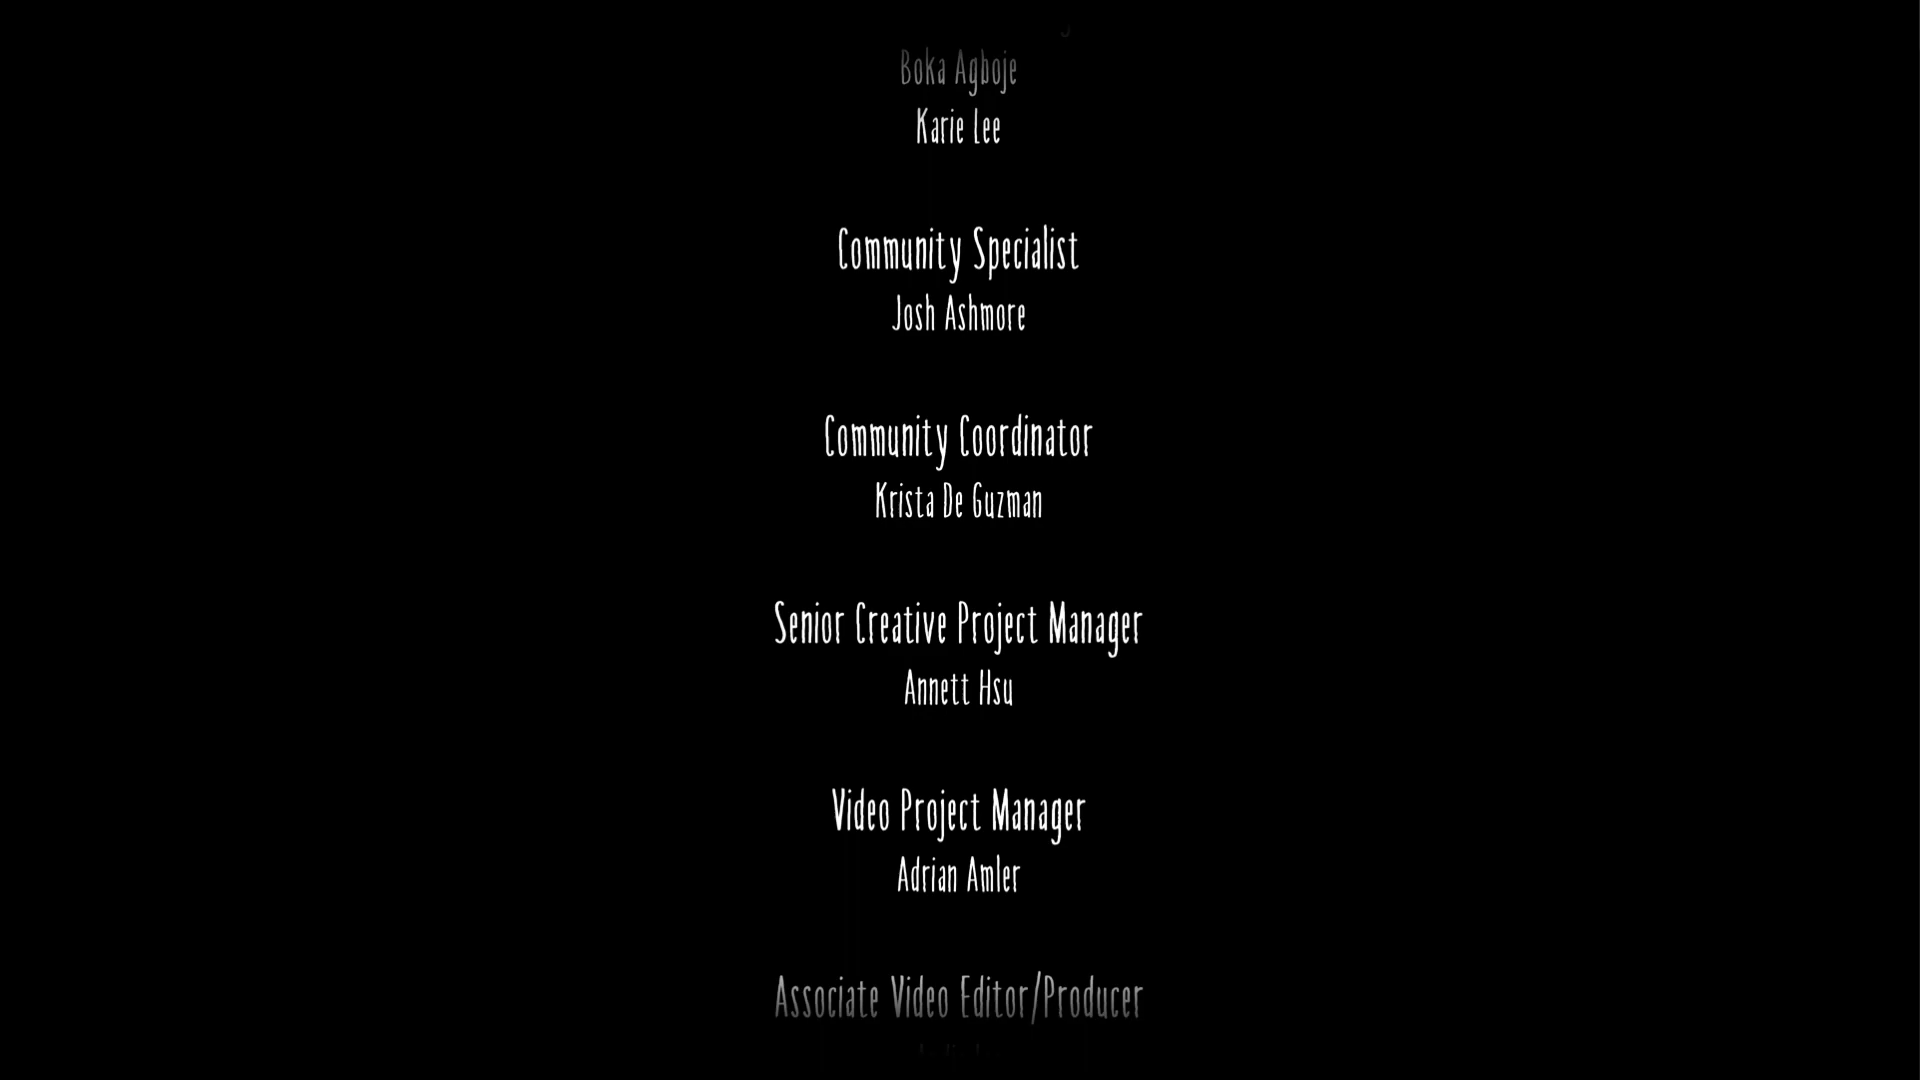 Boka Agboje
Karie Lee
Community Specialist
Josh Ashmore
Community Coordinator
Krista De Guzman
Senior Creative Project Manager
Annett Hsu
Video Project Manager
Adrian Amler
Associate Video Editor/Producer